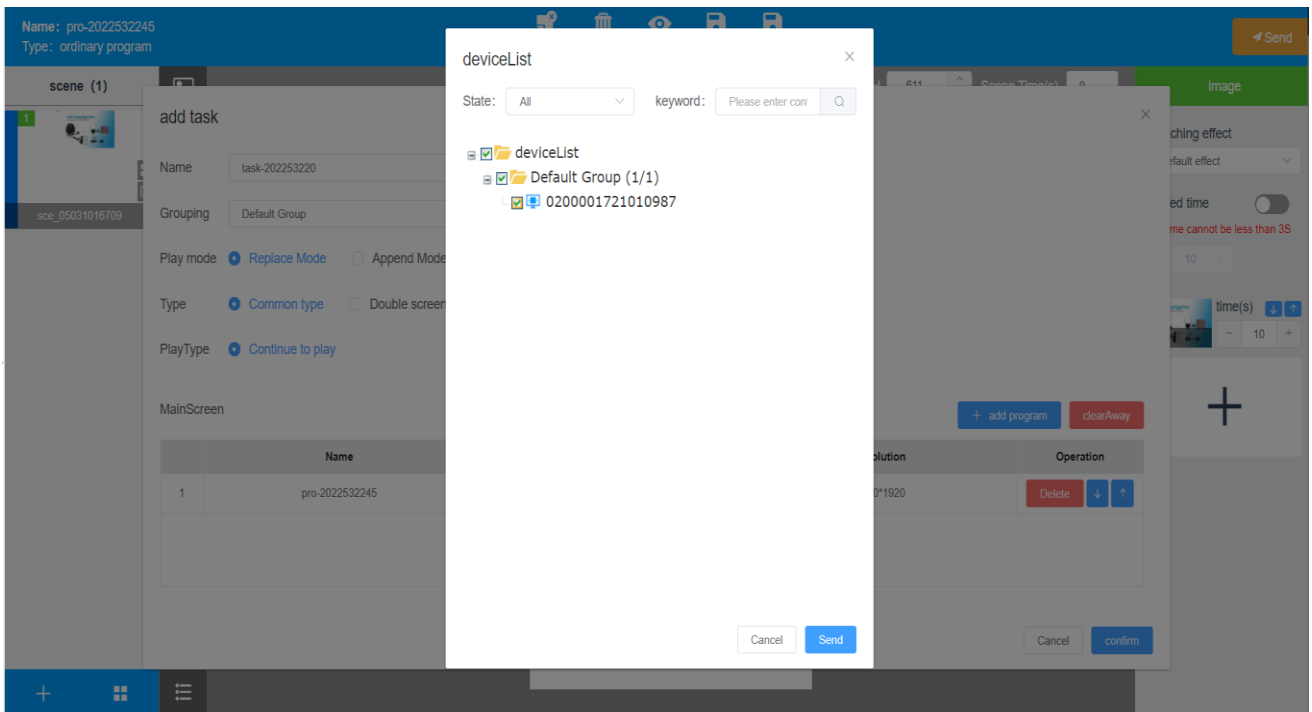 Name: pro-2022532245
Type: ordinary program
Send
scene (1)
611
Scene Time(s)
0
image
1
sce_05031016709
add task
Name
task-202253220
Grouping
Default Group
Play mode
Replace Mode
Append Mode
Type
Common type
Double screen
PlayType
Continue to play
MainScreen
+ add program
clearAway
Name
olution
Operation
1
pro-2022532245
0*1920
Delete
Cancel
confirm
deviceList
State:
All
keyword:
Please enter cont
deviceList
Default Group (1/1)
0200001721010987
Cancel
Send
ching effect
efault effect
ed time
me cannot be less than 3S
10
time(s)
10